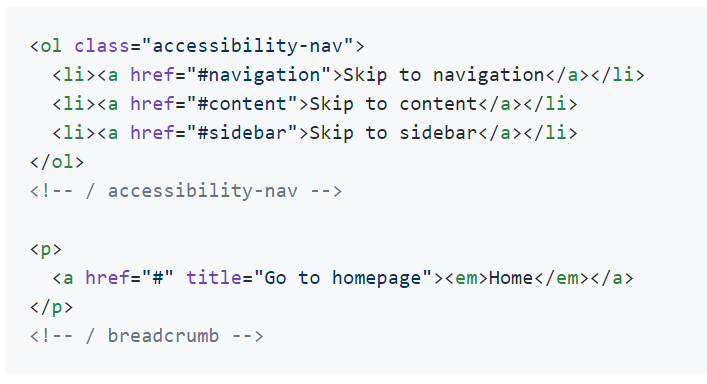 <ol class="accessibility-nav">
  <li><a href="#navigation">Skip to navigation</a></li>
  <li><a href="#content">Skip to content</a></li>
  <li><a href="#sidebar">Skip to sidebar</a></li>
</ol>
<!-- / accessibility-nav -->

<p>
  <a href="#" title="Go to homepage"><em>Home</em></a>
</p>
<!-- / breadcrumb -->